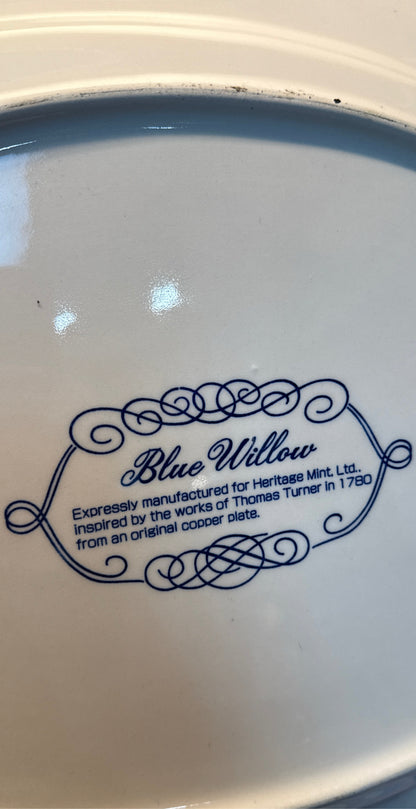 Blue Willow
Expressly manufactured for Heritage Mint, Ltd.,
inspired by the works of Thomas Turner in 1780
from an original copper plate.